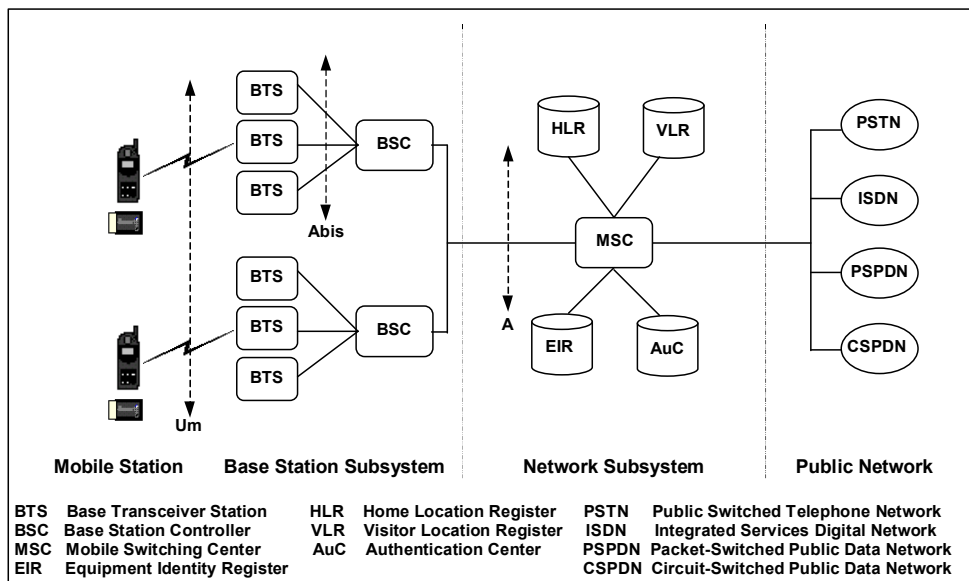 BTS
BTS
BTS
BSC
Abis
BTS
BTS
BTS
BSC
Um
HLR
VLR
MSC
A
EIR
AuC
PSTN
ISDN
PSPDN
CSPDN
Mobile Station
Base Station Subsystem
Network Subsystem
Public Network
BTS Base Transceiver Station
BSC Base Station Controller
MSC Mobile Switching Center
EIR Equipment Identity Register
HLR Home Location Register
VLR Visitor Location Register
AuC Authentication Center
PSTN Public Switched Telephone Network
ISDN Integrated Services Digital Network
PSPDN Packet-Switched Public Data Network
CSPDN Circuit-Switched Public Data Network